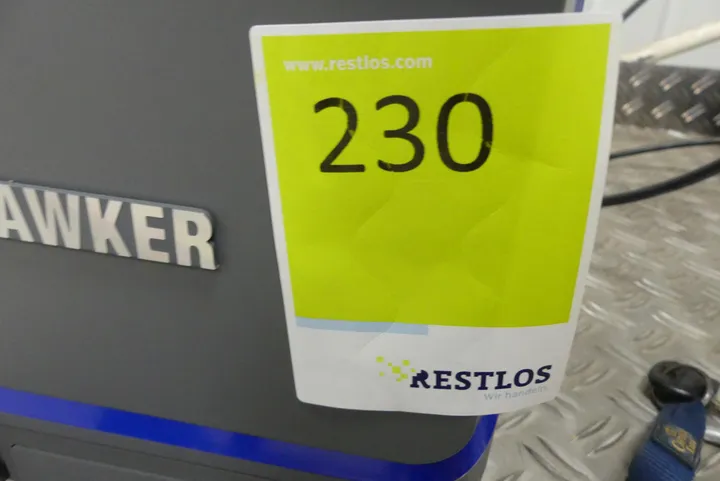 www.restlos.com
230
AWKER
RESTLOS
Wir handeln.